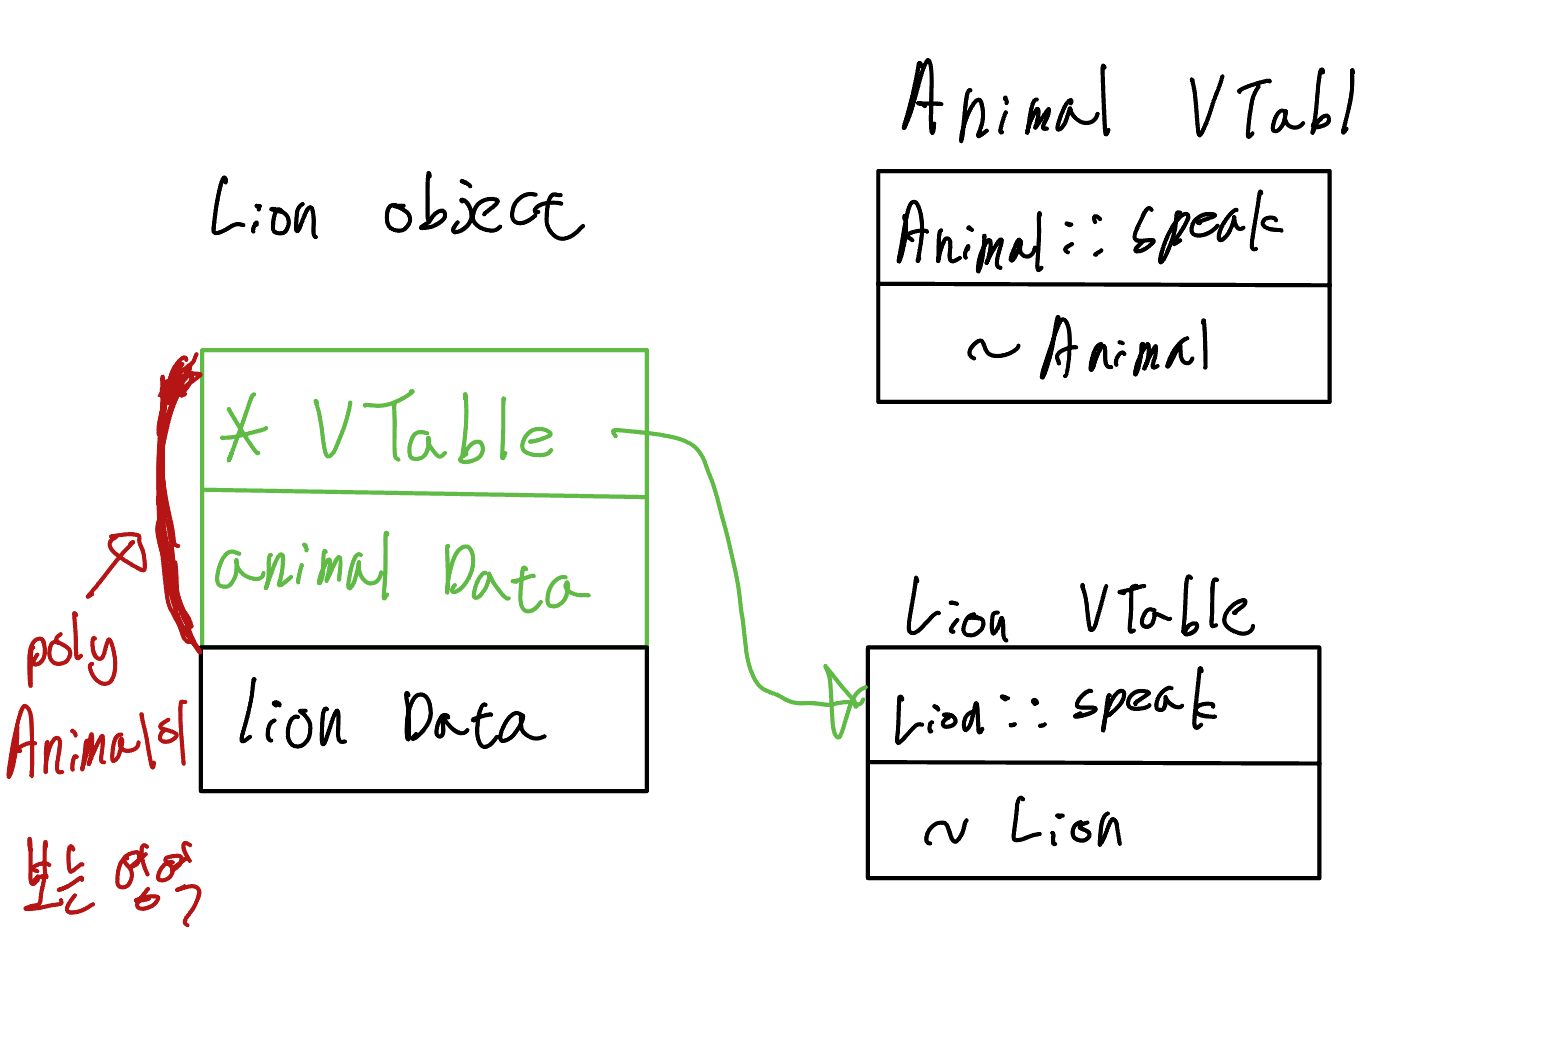 Animal VTabl
Animal :: speak
~ Animal
Lion object
* VTable
animal Data
lion Data
poly
Animal이
보는 영역
Lion VTable
Lion :: speak
~ Lion